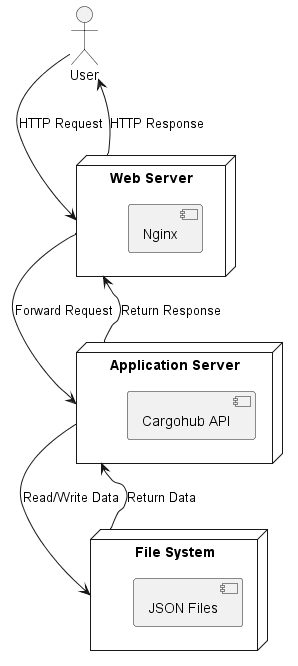 User
HTTP Request
HTTP Response
Web Server
Nginx
Forward Request
Return Response
Application Server
Cargohub API
Read/Write Data
Return Data
File System
JSON Files